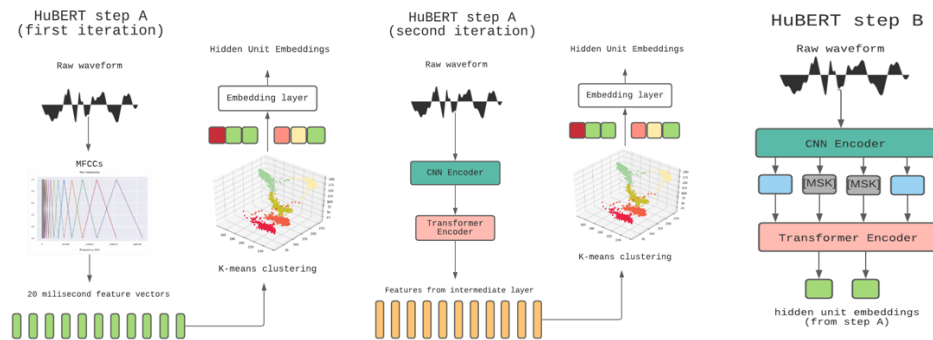 HuBERT step A
(first iteration)
Raw waveform
MFCCs
20 milisecond feature vectors
Hidden Unit Embeddings
Embedding layer
K-means clustering
HuBERT step A
(second iteration)
Raw waveform
CNN Encoder
Transformer
Encoder
Features from intermediate layer
Hidden Unit Embeddings
Embedding layer
K-means clustering
HuBERT step B
Raw waveform
CNN Encoder
[MSK] [MSK]
Transformer Encoder
hidden unit embeddings
(from step A)